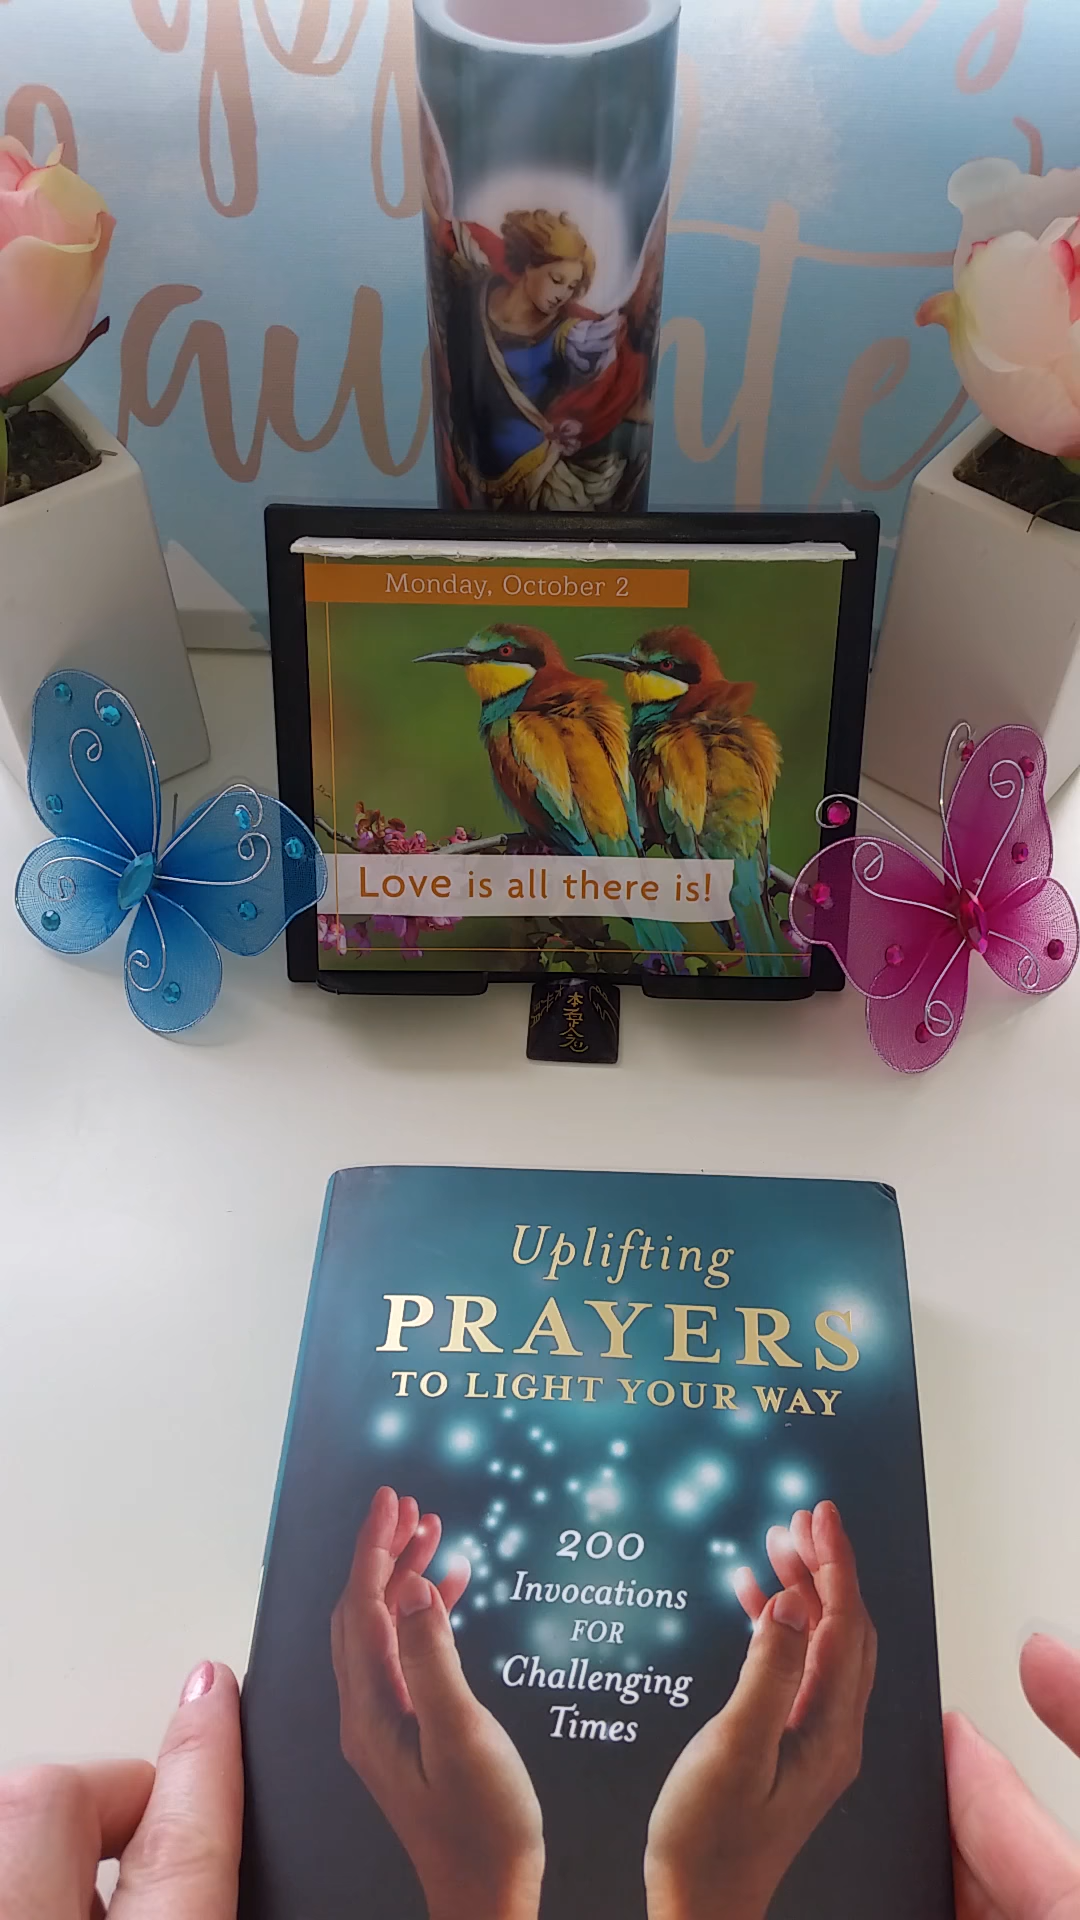 Monday, October 2
Love is all there is!
Uplifting
PRAYERS
TO LIGHT YOUR WAY
200
Invocations
FOR
Challenging
Times